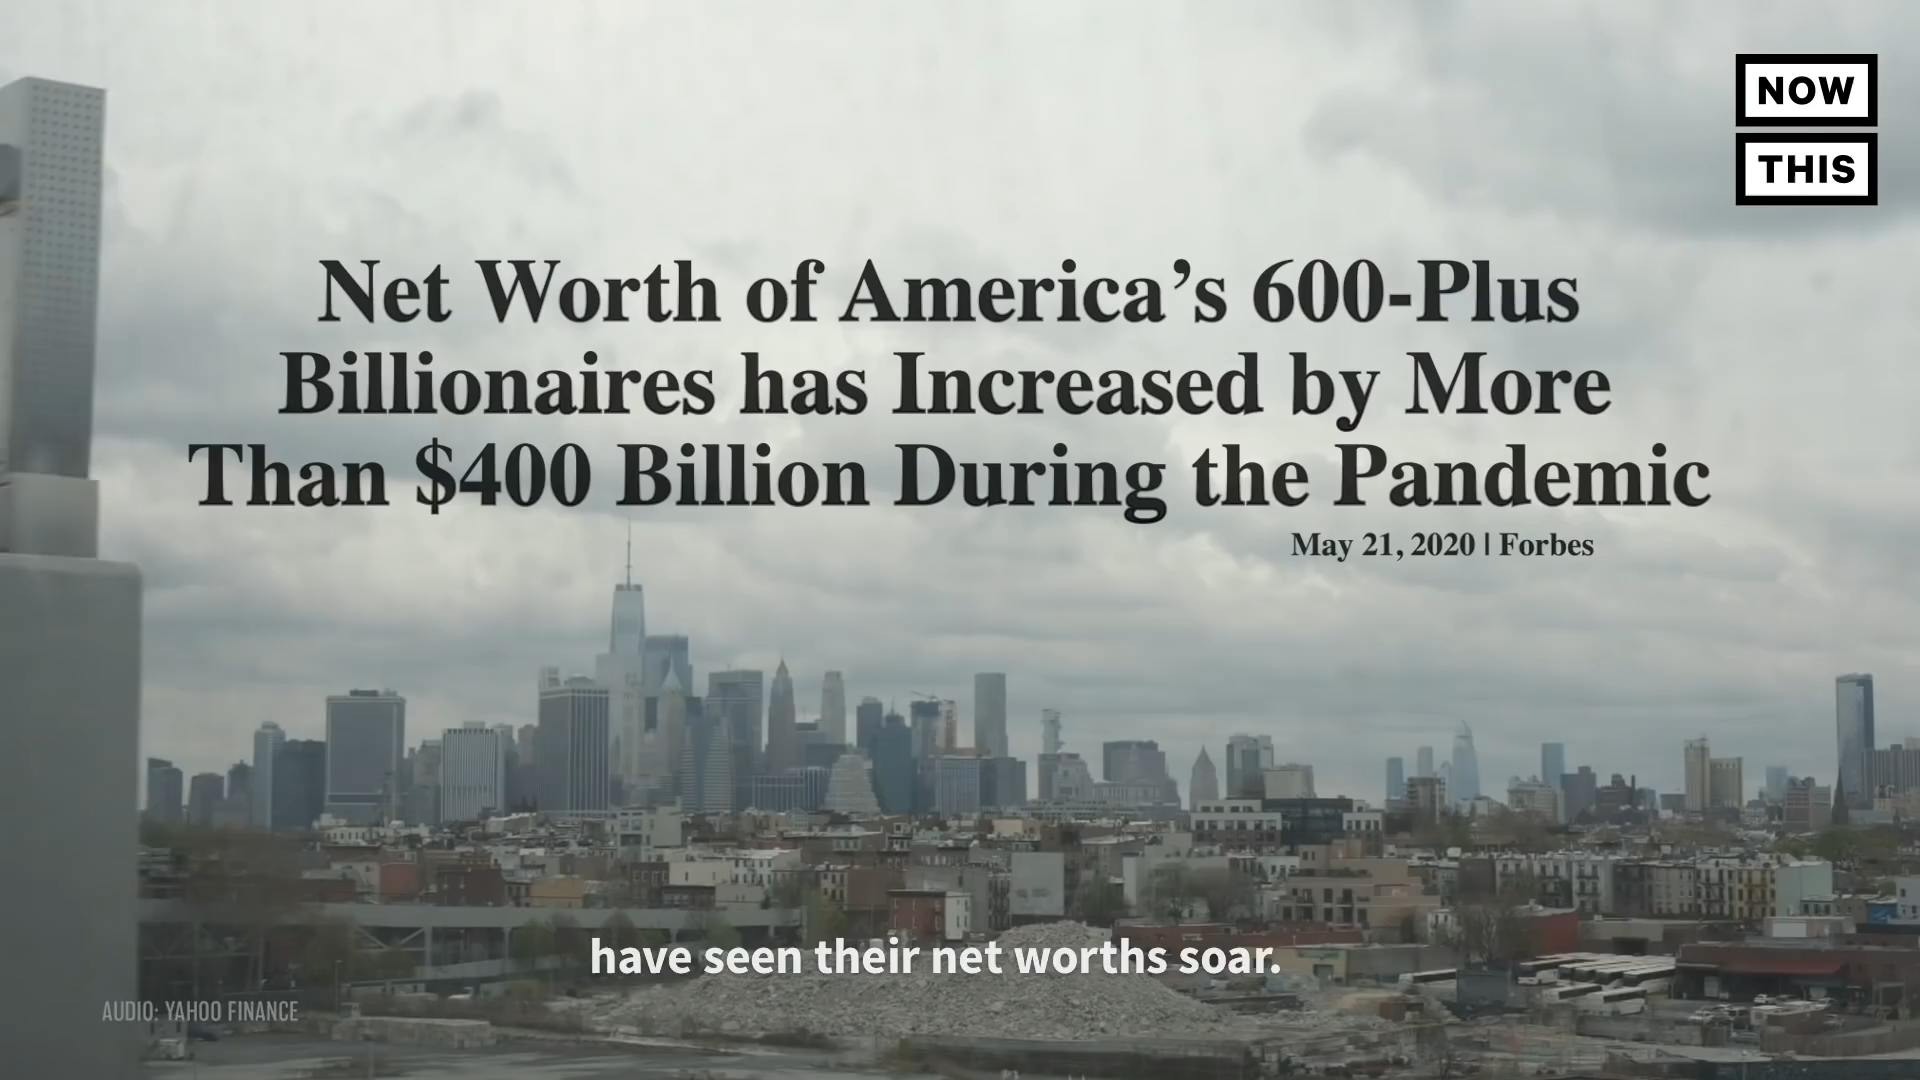 NOW
THIS
Net Worth of America’s 600-Plus
Billionaires has Increased by More
Than $400 Billion During the Pandemic
May 21, 2020 | Forbes
have seen their net worths soar.
AUDIO: YAHOO FINANCE